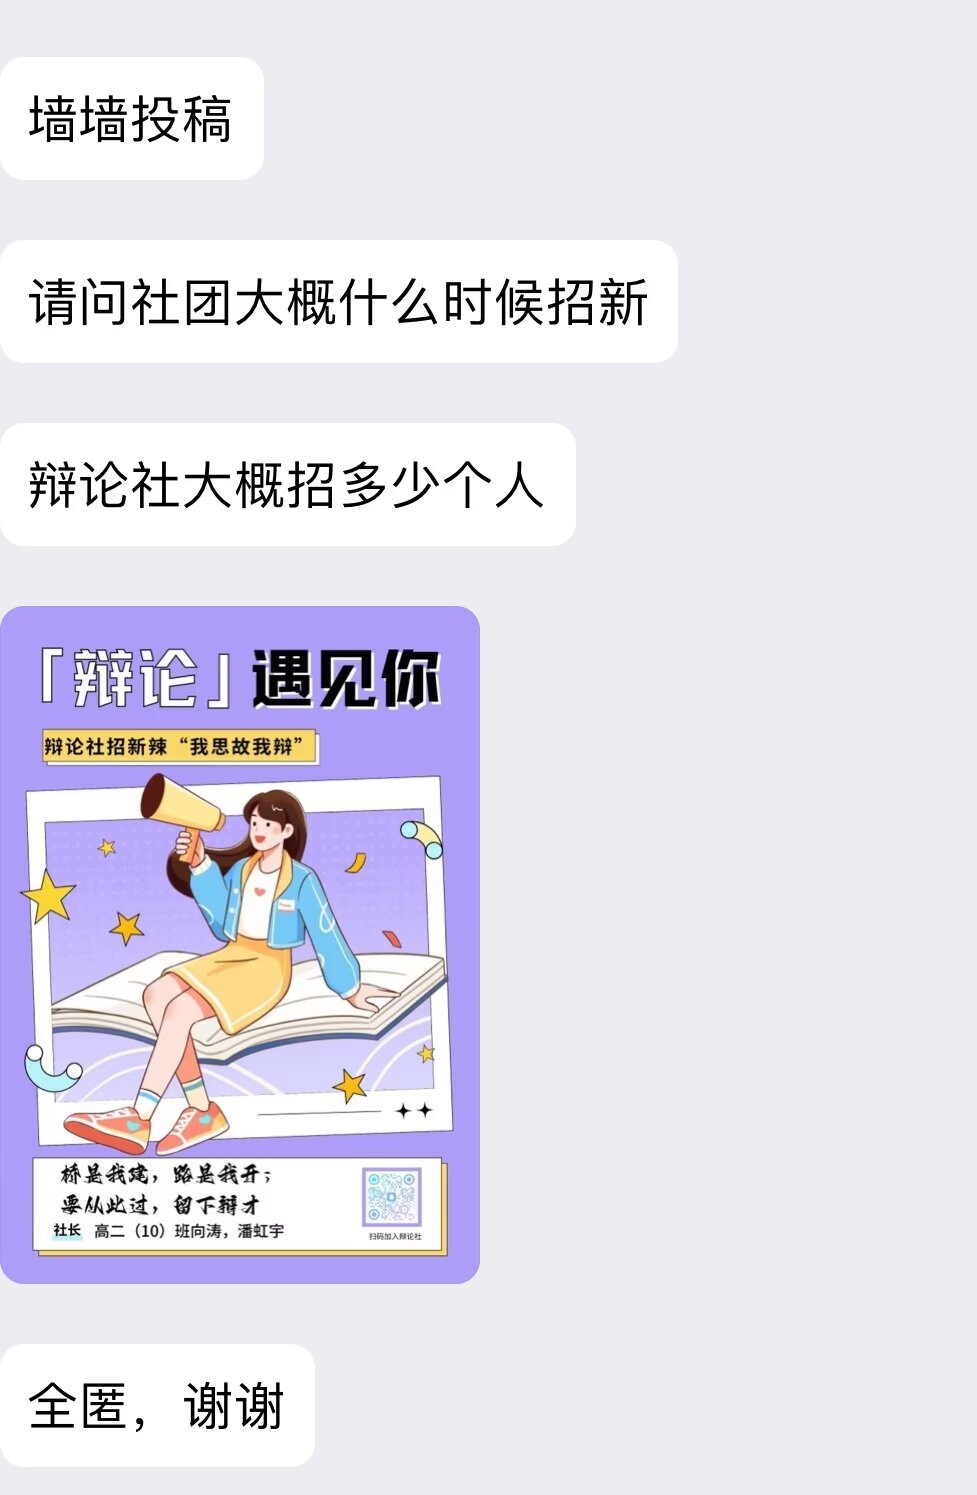 墙墙投稿
请问社团大概什么时候招新
辩论社大概招多少个人
「辩论」遇见你
辩论社招新辣“我思故我辩”
桥是我建，路是我开；
要从此过，留下辩才
社长 高二（10）班向涛，潘虹宇
扫码加入辩论社
全匿，谢谢